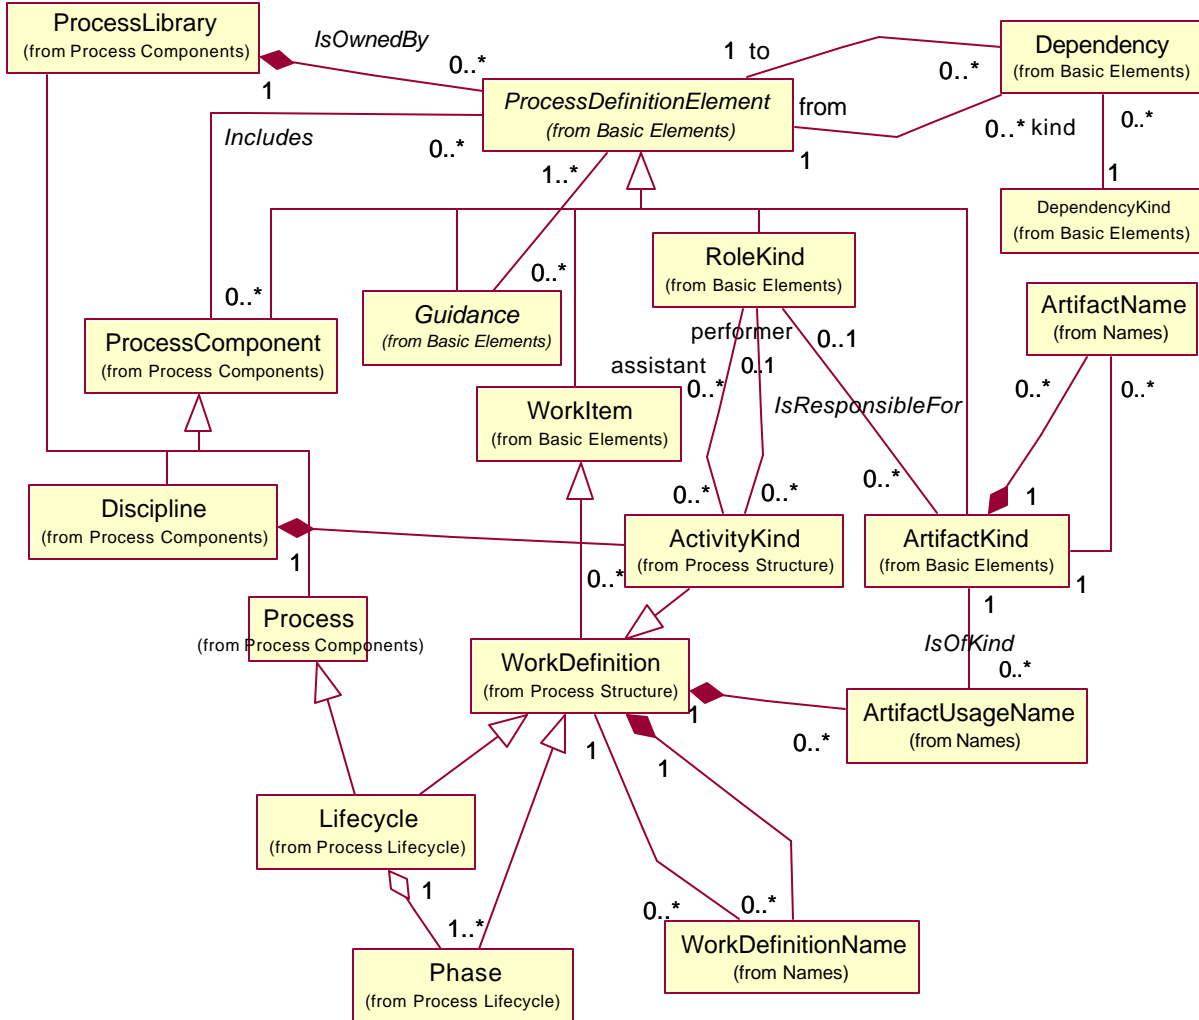 ProcessLibrary
(from Process Components)
IsOwnedBy
1
0..*
1 to
0..*
Dependency
(from Basic Elements)
ProcessDefinitionElement
(from Basic Elements)
from
1
0..* kind
0..*
1
DependencyKind
(from Basic Elements)
Includes
0..*
1..*
0..*
0..*
RoleKind
(from Basic Elements)
Guidance
(from Basic Elements)
ArtifactName
(from Names)
ProcessComponent
(from Process Components)
performer
0..1
assistant
0..*
0..1
0..*
0..*
WorkItem
(from Basic Elements)
IsResponsibleFor
0..*
0..*
0..*
1
Discipline
(from Process Components)
1
ActivityKind
(from Process Structure)
0..*
ArtifactKind
(from Basic Elements)
1
1
Process
(from Process Components)
IsOfKind
0..*
WorkDefinition
(from Process Structure)
1
0..*
ArtifactUsageName
(from Names)
1
1
Lifecycle
(from Process Lifecycle)
1
1..*
0..*
0..*
WorkDefinitionName
(from Names)
Phase
(from Process Lifecycle)